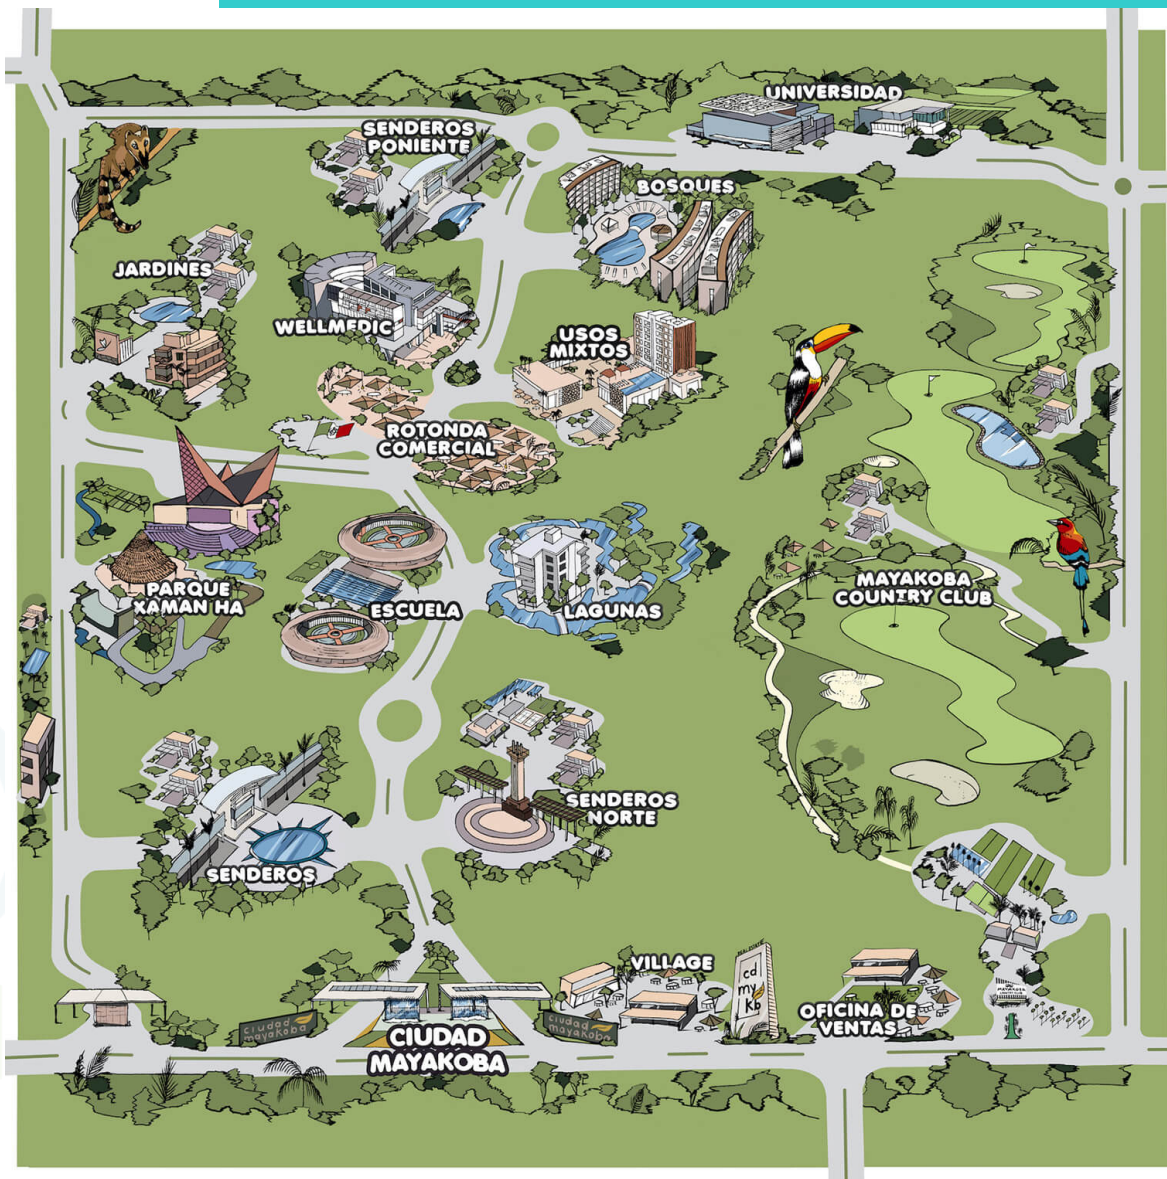 UNIVERSIDAD
SENDEROS
PONIENTE
BOSQUES
JARDINES
WELLMEDIC
USOS
MIXTOS
ROTONDA
COMERCIAL
PARQUE
XAMAN HA
ESCUELA
LAGUNAS
MAYAKOBA
COUNTRY CLUB
SENDEROS
NORTE
SENDEROS
VILLAGE
cd
my
kb
OFICINA DE
VENTAS
ciudad
mayakoba
CIUDAD
MAYAKOBA
ciudad
mayakoba
MAYAKOBA